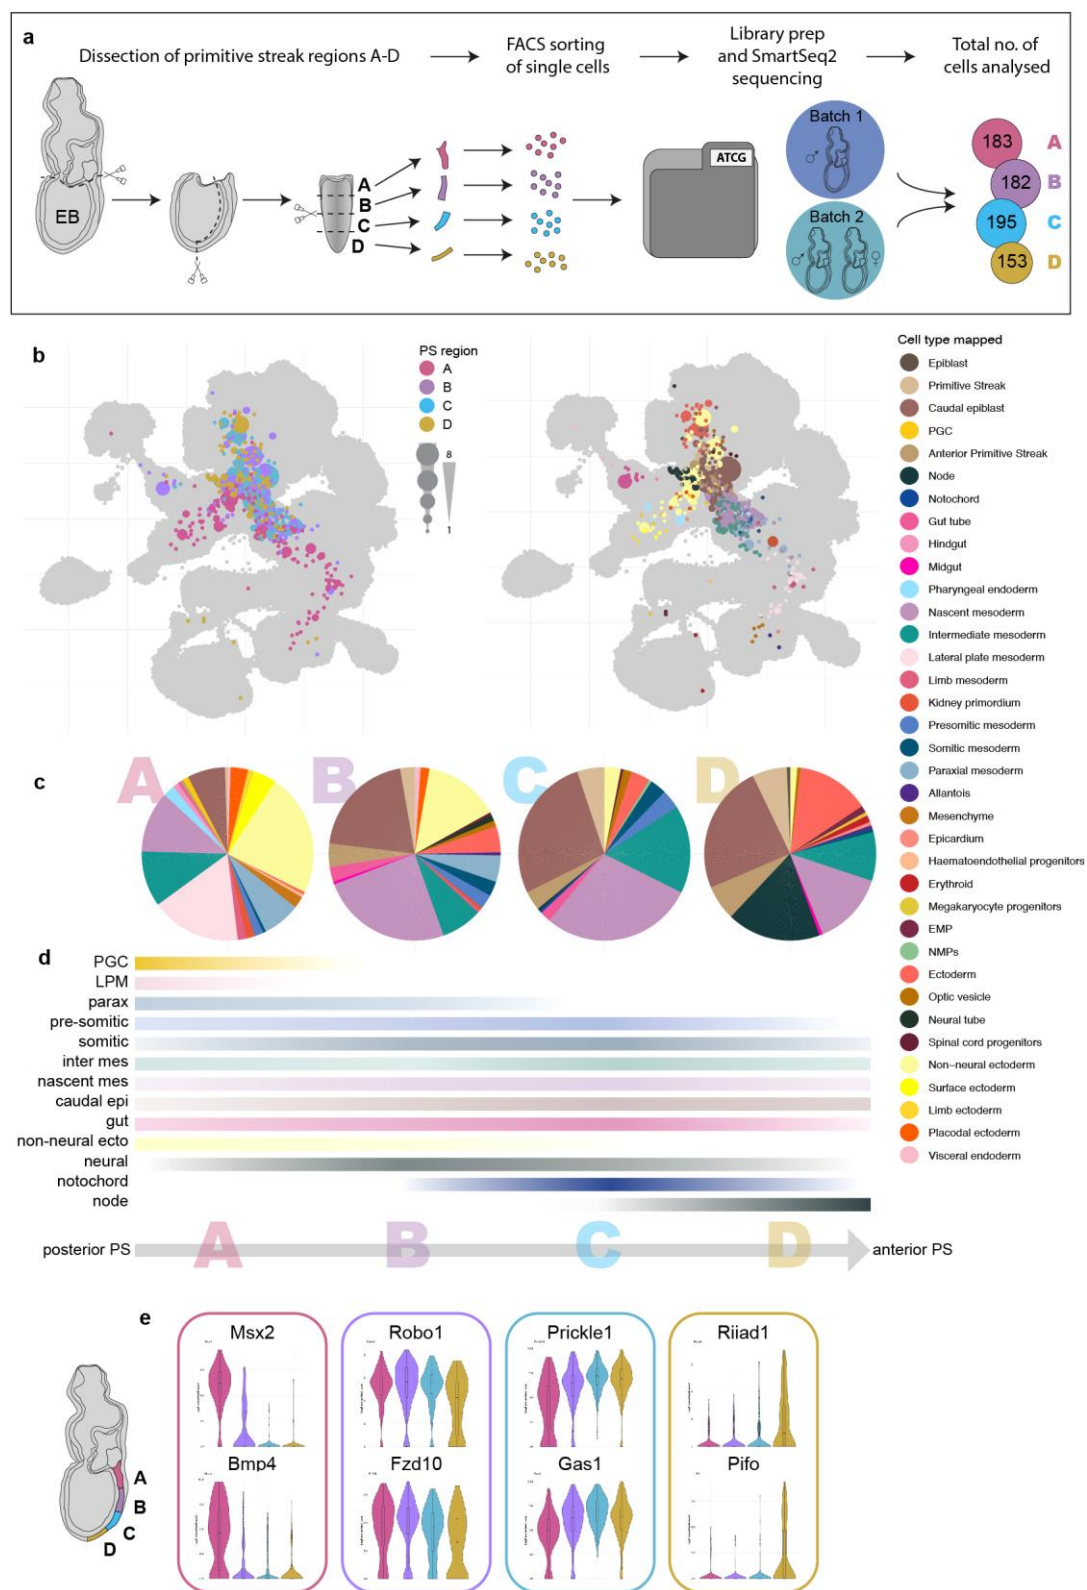 a
Dissection of primitive streak regions A-D
FACS sorting
of single cells
Library prep
and SmartSeq2
sequencing
Total no. of
cells analysed
EB
A
B
C
D
ATCG
Batch 1
♂
Batch 2
♂ ♀
183 A
182 B
195 C
153 D
b
PS region
A
B
C
D
8
1
Cell type mapped
Epiblast
Primitive Streak
Caudal epiblast
PGC
Anterior Primitive Streak
Node
Notochord
Gut tube
Hindgut
Midgut
Pharyngeal endoderm
Nascent mesoderm
Intermediate mesoderm
Lateral plate mesoderm
Limb mesoderm
Kidney primordium
Presomitic mesoderm
Somitic mesoderm
Paraxial mesoderm
Allantois
Mesenchyme
Epicardium
Haematoendothelial progenitors
Erythroid
Megakaryocyte progenitors
EMP
NMPs
Ectoderm
Optic vesicle
Neural tube
Spinal cord progenitors
Non-neural ectoderm
Surface ectoderm
Limb ectoderm
Placodal ectoderm
Visceral endoderm
c
A B C D
d
PGC
LPM
parax
pre-somitic
somitic
inter mes
nascent mes
caudal epi
gut
non-neural ecto
neural
notochord
node
posterior PS A B C D anterior PS
e
A
B
C
D
Msx2 Robo1 Prickle1 Riiad1
Bmp4 Fzd10 Gas1 Pifo